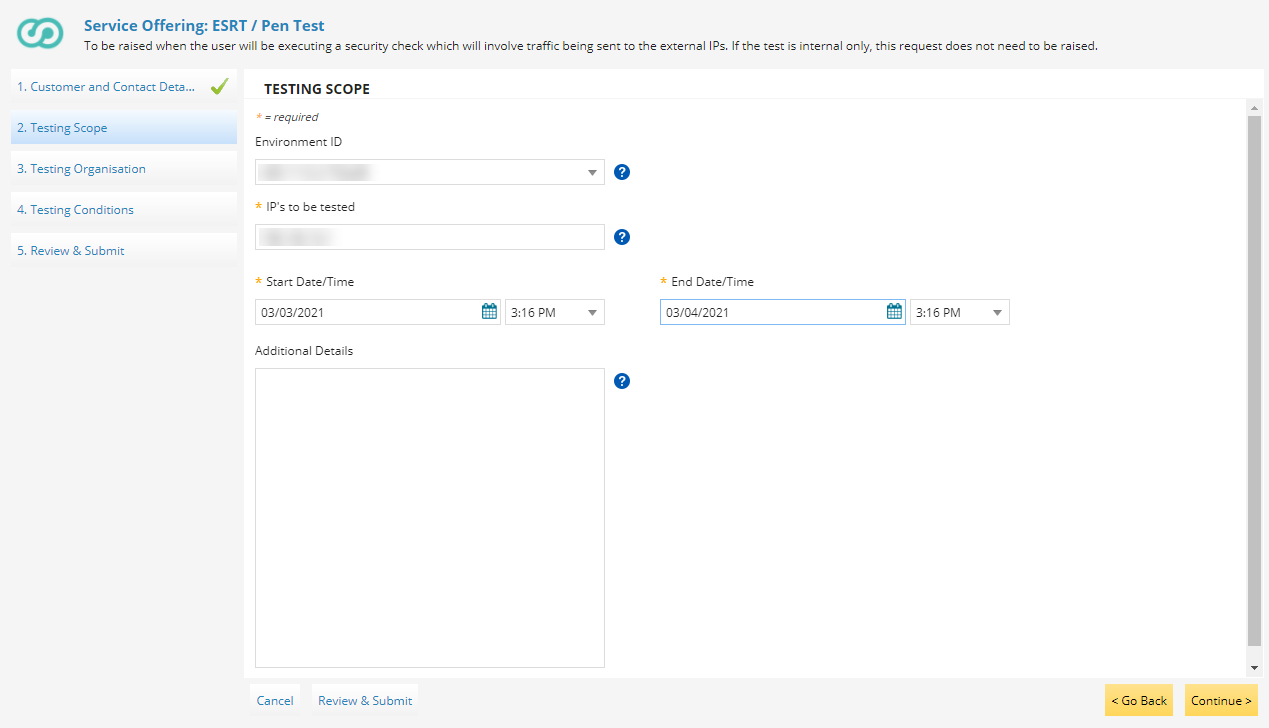 Service Offering: ESRT / Pen Test
To be raised when the user will be executing a security check which will involve traffic being sent to the external IPs. If the test is internal only, this request does not need to be raised.
1. Customer and Contact Deta...
2. Testing Scope
3. Testing Organisation
4. Testing Conditions
5. Review & Submit
TESTING SCOPE
* = required
Environment ID
?
* IP's to be tested
?
* Start Date/Time
* End Date/Time
03/03/2021
3:16 PM
03/04/2021
3:16 PM
Additional Details
?
Cancel
Review & Submit
< Go Back
Continue >